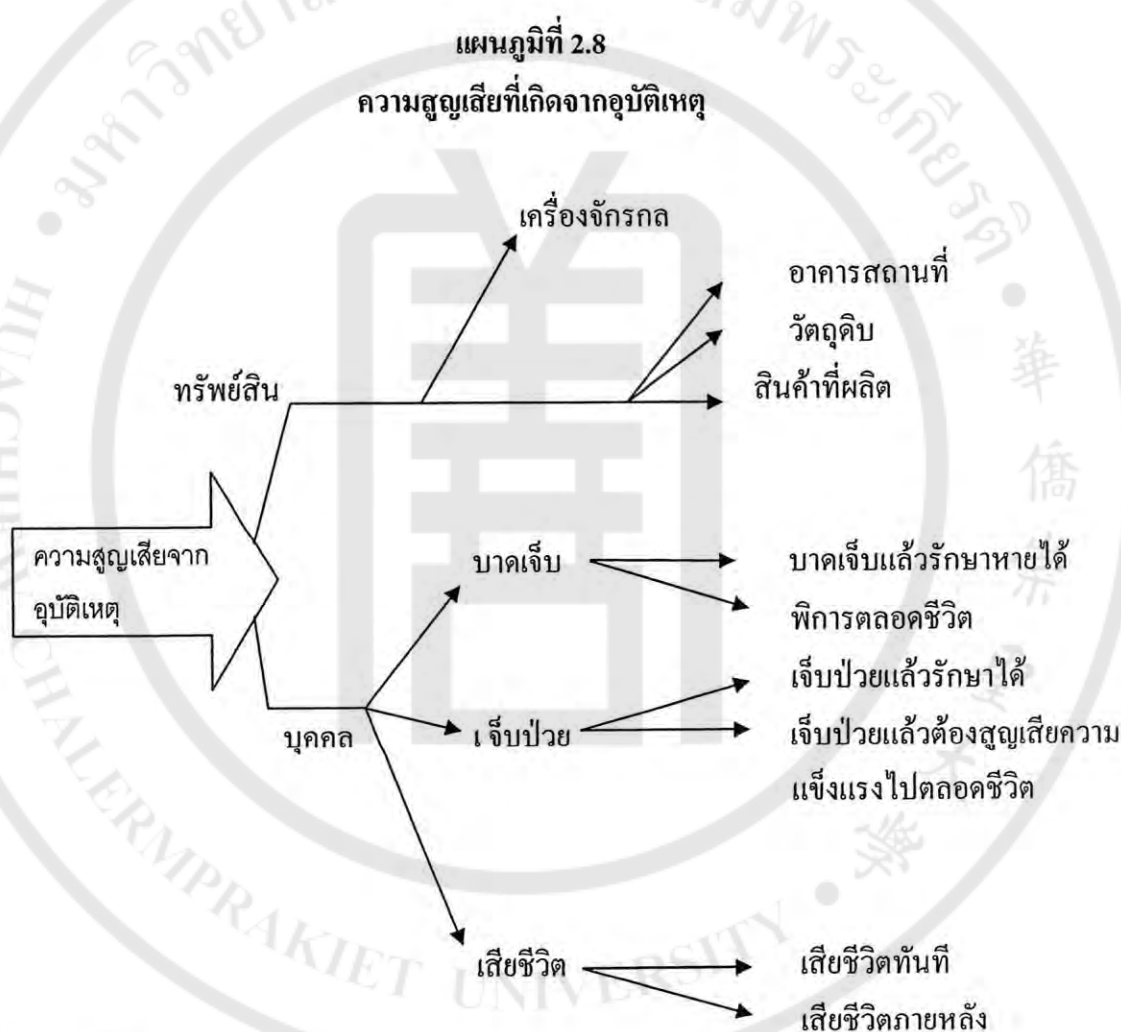 แผนภูมิที่ 2.8
ความสูญเสียที่เกิดจากอุบัติเหตุ
เครื่องจักรกล
อาคารสถานที่
วัตถุดิบ
ทรัพย์สิน
สินค้าที่ผลิต
ความสูญเสียจาก
อุบัติเหตุ
บาดเจ็บ
บาดเจ็บแล้วรักษาหายได้
พิการตลอดชีวิต
บุคคล
เจ็บป่วย
เจ็บป่วยแล้วรักษาได้
เจ็บป่วยแล้วต้องสูญเสียความ
แข็งแรงไปตลอดชีวิต
เสียชีวิต
เสียชีวิตทันที
เสียชีวิตภายหลัง
CHALERMPRAKIET UNIVERSITY
華僑